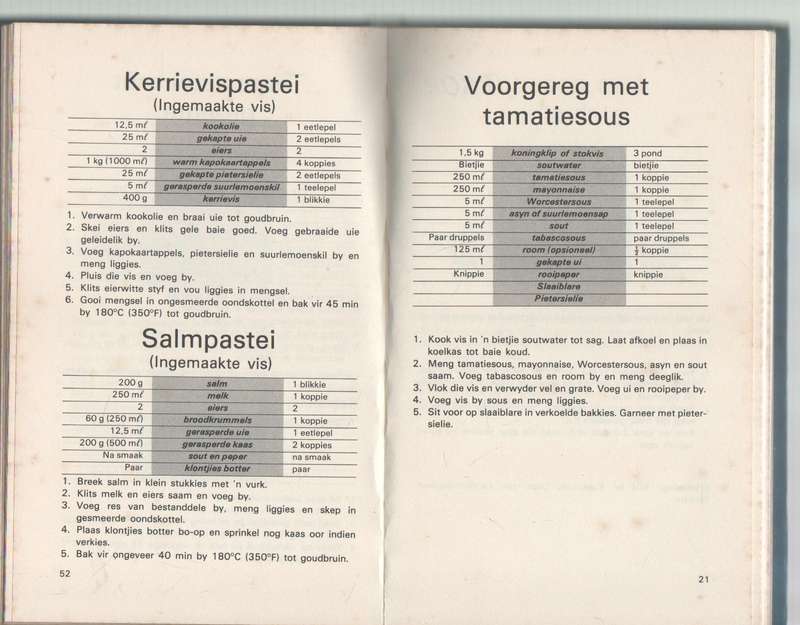 Kerrievispastei
(Ingemaakte vis)
12,5 mℓ kookolie 1 eetlepel
25 mℓ gekapte uie 2 eetlepels
2 eiers 2
1 kg (1000 mℓ) warm kapokaartappels 4 koppies
25 mℓ gekapte pietersielie 2 eetlepels
5 mℓ gerasperde suurlemoenskil 1 teelepel
400 g kerrievis 1 blikkie
1. Verwarm kookolie en braai uie tot goudbruin.
2. Skei eiers en klits gele baie goed. Voeg gebraaide uie
geleidelik by.
3. Voeg kapokaartappels, pietersielie en suurlemoenskil by en
meng liggies.
4. Pluis die vis en voeg by.
5. Klits eierwitte styf en vou liggies in mengsel.
6. Gooi mengsel in ongesmeerde oondskottel en bak vir 45 min
by 180°C (350°F) tot goudbruin.
Salmpastei
(Ingemaakte vis)
200 g salm 1 blikkie
250 mℓ melk 1 koppie
2 eiers 2
60 g (250 mℓ) broodkrummels 1 koppie
12,5 mℓ gerasperde uie 1 eetlepel
200 g (500 mℓ) gerasperde kaas 2 koppies
Na smaak sout en peper na smaak
Paar klontjies botter paar
1. Breek salm in klein stukkies met 'n vurk.
2. Klits melk en eiers saam en voeg by.
3. Voeg res van bestanddele by, meng liggies en skep in
gesmeerde oondskottel.
4. Plaas klontjies botter bo-op en sprinkel nog kaas oor indien
verkies.
5. Bak vir ongeveer 40 min by 180°C (350°F) tot goudbruin.
52
Voorgereg met
tamatiesous
1,5 kg koningklip of stokvis 3 pond
Bietjie soutwater bietjie
250 mℓ tamatiesous 1 koppie
250 mℓ mayonnaise 1 koppie
5 mℓ Worcestersous 1 teelepel
5 mℓ asyn of suurlemoensap 1 teelepel
5 mℓ sout 1 teelepel
Paar druppels tabascosous paar druppels
125 mℓ room (opsioneel) ½ koppie
1 gekapte ui 1
Knippie rooipeper knippie
Slaaiblare
Pietersielie
1. Kook vis in 'n bietjie soutwater tot sag. Laat afkoel en plaas in
koelkas tot baie koud.
2. Meng tamatiesous, mayonnaise, Worcestersous, asyn en sout
saam. Voeg tabascosous en room by en meng deeglik.
3. Vlok die vis en verwyder vel en grate. Voeg ui en rooipeper by.
4. Voeg vis by sous en meng liggies.
5. Sit voor op slaaiblare in verkoelde bakkies. Garneer met pieter-
sielie.
21